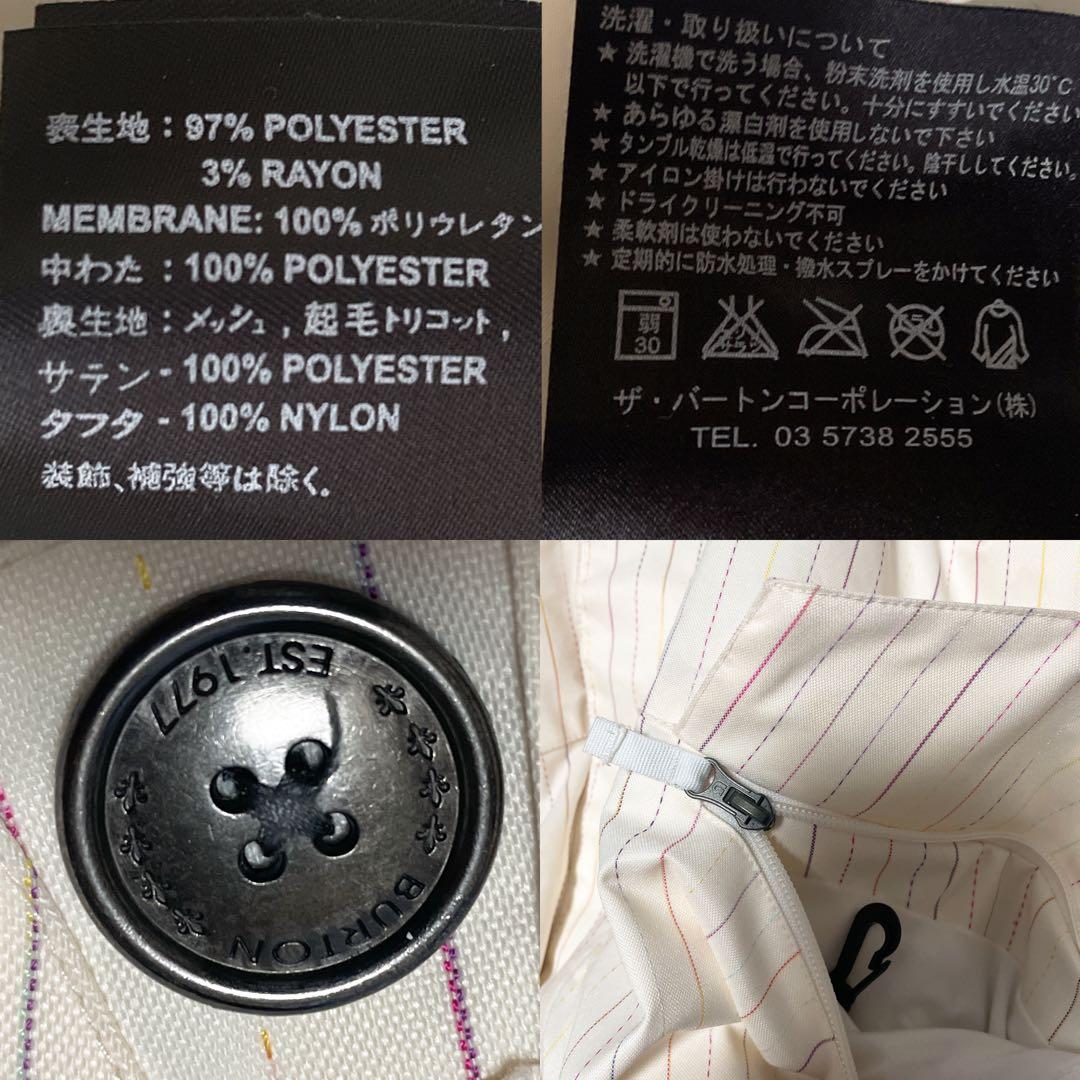 表生地 : 97% POLYESTER
3% RAYON
MEMBRANE: 100% ポリウレタン
中わた : 100% POLYESTER
裏生地 : メッシュ , 起毛トリコット ,
サテン - 100% POLYESTER
タフタ - 100% NYLON
装飾、補強等は除く。
洗濯・取り扱いについて
★ 洗濯機で洗う場合、粉末洗剤を使用し水温30°C
以下で行ってください。十分にすすいでください
★ あらゆる漂白剤を使用しないで下さい
★ タンブル乾燥は低温で行ってください。陰干ししてください。
★ アイロン掛けは行わないでください
★ ドライクリーニング不可
★ 柔軟剤は使わないでください
★ 定期的に防水処理・撥水スプレーをかけてください
弱
30
エンソ
サラシ
ドライ
ザ・バートンコーポレーション(株)
TEL. 03 5738 2555
EST.1977
BURTON